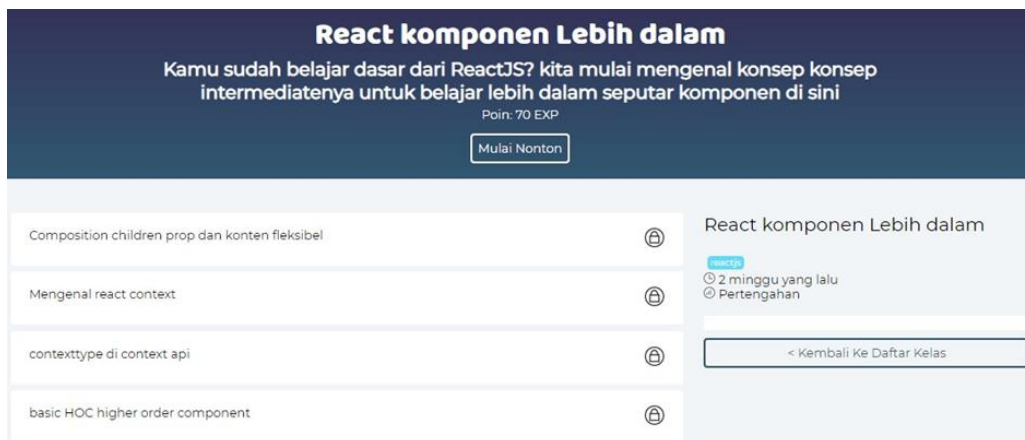 React komponen Lebih dalam
Kamu sudah belajar dasar dari ReactJS? kita mulai mengenal konsep konsep
intermediatenya untuk belajar lebih dalam seputar komponen di sini
Poin: 70 EXP
Mulai Nonton
Composition children prop dan konten fleksibel
Mengenal react context
contexttype di context api
basic HOC higher order component
React komponen Lebih dalam
reactjs
2 minggu yang lalu
Pertengahan
< Kembali Ke Daftar Kelas